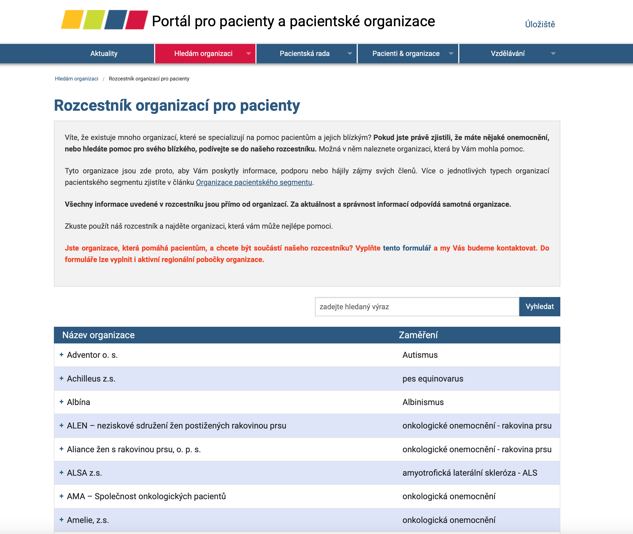 Portál pro pacienty a pacientské organizace
Úložiště
Aktuality
Hledám organizaci
Pacientská rada
Pacienti & organizace
Vzdělávání
Hledám organizaci / Rozcestník organizací pro pacienty
Rozcestník organizací pro pacienty
Víte, že existuje mnoho organizací, které se specializují na pomoc pacientům a jejich blízkým? Pokud jste právě zjistili, že máte nějaké onemocnění,
nebo hledáte pomoc pro svého blízkého, podívejte se do našeho rozcestníku. Možná v něm naleznete organizaci, která by Vám mohla pomoc.
Tyto organizace jsou zde proto, aby Vám poskytly informace, podporu nebo hájily zájmy svých členů. Více o jednotlivých typech organizací
pacientského segmentu zjistíte v článku Organizace pacientského segmentu.
Všechny informace uvedené v rozcestníku jsou přímo od organizací. Za aktuálnost a správnost informací odpovídá samotná organizace.
Zkuste použít náš rozcestník a najděte organizaci, která vám může nejlépe pomoci.
Jste organizace, která pomáhá pacientům, a chcete být součástí našeho rozcestníku? Vyplňte tento formulář a my Vás budeme kontaktovat. Do
formuláře lze vyplnit i aktivní regionální pobočky organizace.
zadejte hledaný výraz
Vyhledat
Název organizace Zaměření
+ Adventor o. s. Autismus
+ Achilleus z.s. pes equinovarus
+ Albína Albinismus
+ ALEN – neziskové sdružení žen postižených rakovinou prsu onkologické onemocnění - rakovina prsu
+ Aliance žen s rakovinou prsu, o. p. s. onkologické onemocnění - rakovina prsu
+ ALSA z.s. amyotrofická laterální skleróza - ALS
+ AMA – Společnost onkologických pacientů onkologická onemocnění
+ Amelie, z.s. onkologická onemocnění